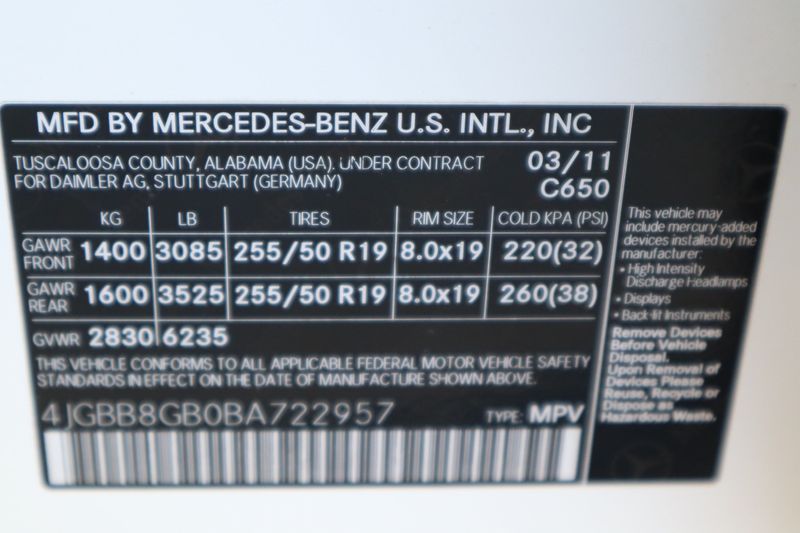 MFD BY MERCEDES-BENZ U.S. INTL., INC
TUSCALOOSA COUNTY, ALABAMA (USA), UNDER CONTRACT
FOR DAIMLER AG, STUTTGART (GERMANY)
03/11
C650
KG LB TIRES RIM SIZE COLD KPA (PSI)
GAWR FRONT 1400 3085 255/50 R19 8.0x19 220(32)
GAWR REAR 1600 3525 255/50 R19 8.0x19 260(38)
GVWR 2830 6235
THIS VEHICLE CONFORMS TO ALL APPLICABLE FEDERAL MOTOR VEHICLE SAFETY
STANDARDS IN EFFECT ON THE DATE OF MANUFACTURE SHOWN ABOVE.
4JGBB8GB0BA722957 TYPE: MPV
This vehicle may
include mercury-added
devices installed by the
manufacturer:
• High Intensity
Discharge Headlamps
• Displays
• Back-lit Instruments
Remove Devices
Before Vehicle
Disposal.
Upon Removal of
Devices Please
Reuse, Recycle or
Dispose as
Hazardous Waste.